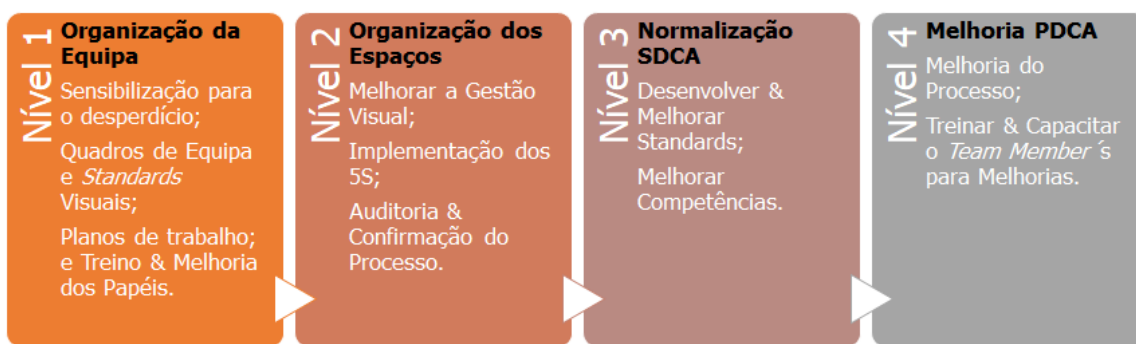 Nível 1
Organização da
Equipa
Sensibilização para
o desperdício;
Quadros de Equipa
e Standards
Visuais;
Planos de trabalho;
e Treino & Melhoria
dos Papéis.
Nível 2
Organização dos
Espaços
Melhorar a Gestão
Visual;
Implementação dos
5S;
Auditoria &
Confirmação do
Processo.
Nível 3
Normalização
SDCA
Desenvolver &
Melhorar
Standards;
Melhorar
Competências.
Nível 4
Melhoria PDCA
Melhoria do
Processo;
Treinar & Capacitar
o Team Member ´s
para Melhorias.